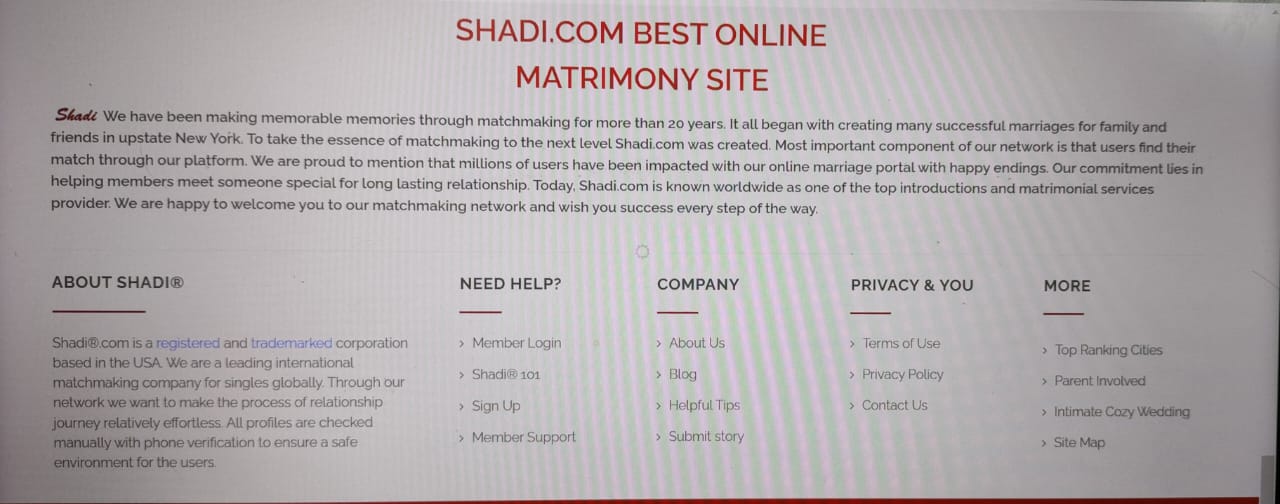 SHADI.COM BEST ONLINE
MATRIMONY SITE
Shadi We have been making memorable memories through matchmaking for more than 20 years. It all began with creating many successful marriages for family and
friends in upstate New York. To take the essence of matchmaking to the next level Shadi.com was created. Most important component of our network is that users find their
match through our platform. We are proud to mention that millions of users have been impacted with our online marriage portal with happy endings. Our commitment lies in
helping members meet someone special for long lasting relationship. Today, Shadi.com is known worldwide as one of the top introductions and matrimonial services
provider. We are happy to welcome you to our matchmaking network and wish you success every step of the way.
ABOUT SHADI®
Shadi®.com is a registered and trademarked corporation
based in the USA. We are a leading international
matchmaking company for singles globally. Through our
network we want to make the process of relationship
journey relatively effortless. All profiles are checked
manually with phone verification to ensure a safe
environment for the users.
NEED HELP?
> Member Login
> Shadi® 101
> Sign Up
> Member Support
COMPANY
> About Us
> Blog
> Helpful Tips
> Submit story
PRIVACY & YOU
> Terms of Use
> Privacy Policy
> Contact Us
MORE
> Top Ranking Cities
> Parent Involved
> Intimate Cozy Wedding
> Site Map